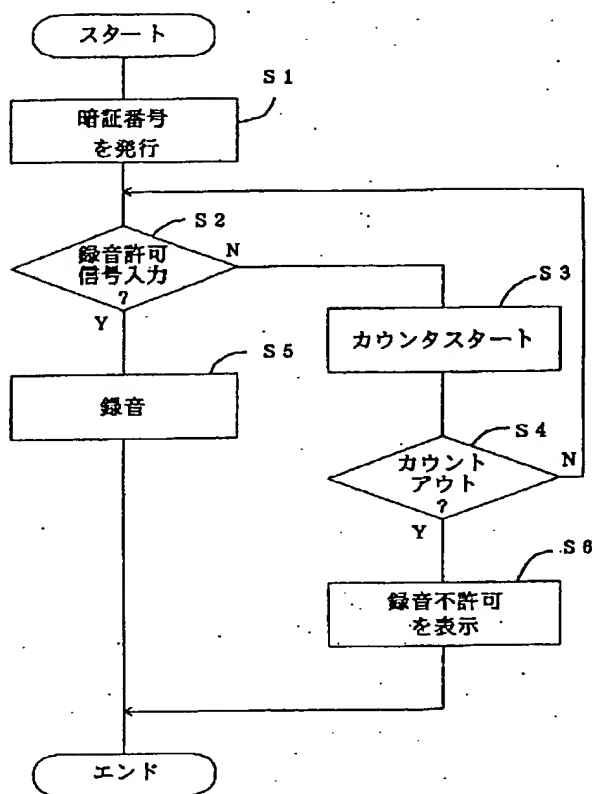 スタート
S1
暗証番号
を発行
S2
録音許可
信号入力
?
N
Y
S3
カウンタスタート
S5
録音
S4
カウント
アウト
?
N
Y
S6
録音不許可
を表示
エンド